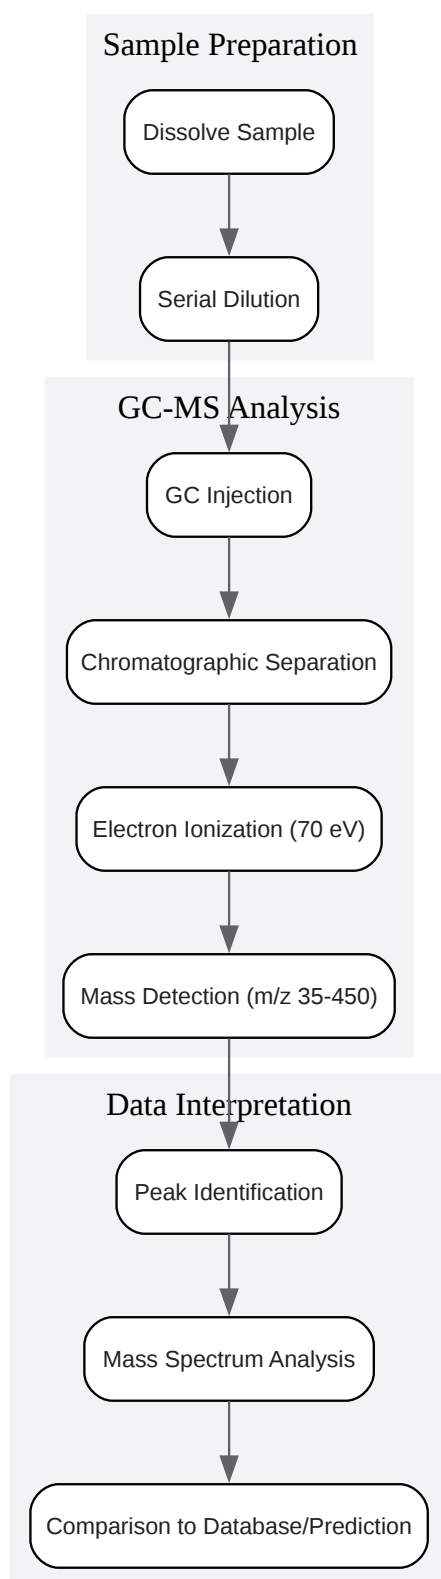 Sample Preparation
Dissolve Sample
Serial Dilution
GC-MS Analysis
GC Injection
Chromatographic Separation
Electron Ionization (70 eV)
Mass Detection (m/z 35-450)
Data Interpretation
Peak Identification
Mass Spectrum Analysis
Comparison to Database/Prediction